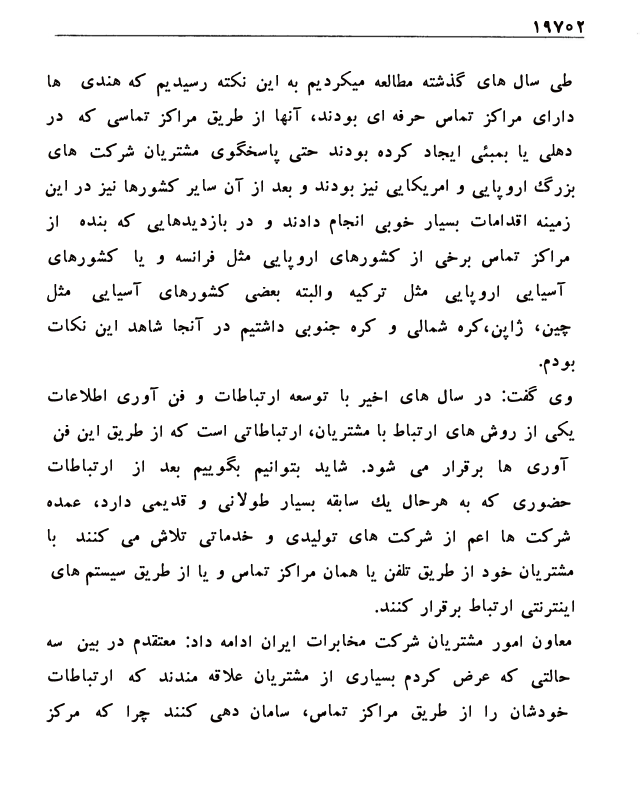 ۱۹۷۰۲
طی سال های گذشته مطالعه میکردیم به این نکته رسیدیم که هندی ها
دارای مراکز تماس حرفه ای بودند، آنها از طریق مراکز تماسی که در
دهلی یا بمبئی ایجاد کرده بودند حتی پاسخگوی مشتریان شرکت های
بزرگ اروپایی و امریکایی نیز بودند و بعد از آن سایر کشورها نیز در این
زمینه اقدامات بسیار خوبی انجام دادند و در بازدیدهایی که بنده از
مراکز تماس برخی از کشورهای اروپایی مثل فرانسه و یا کشورهای
آسیایی اروپایی مثل ترکیه والبته بعضی کشورهای آسیایی مثل
چین، ژاپن،کره شمالی و کره جنوبی داشتیم در آنجا شاهد این نکات
بودم.
وی گفت: در سال های اخیر با توسعه ارتباطات و فن آوری اطلاعات
یکی از روش های ارتباط با مشتریان، ارتباطاتی است که از طریق این فن
آوری ها برقرار می شود. شاید بتوانیم بگوییم بعد از ارتباطات
حضوری که به هرحال یك سابقه بسیار طولانی و قدیمی دارد، عمده
شرکت ها اعم از شرکت های تولیدی و خدماتی تلاش می کنند با
مشتریان خود از طریق تلفن یا همان مراکز تماس و یا از طریق سیستم های
اینترنتی ارتباط برقرار کنند.
معاون امور مشتریان شرکت مخابرات ایران ادامه داد: معتقدم در بین سه
حالتی که عرض کردم بسیاری از مشتریان علاقه مندند که ارتباطات
خودشان را از طریق مراکز تماس، سامان دهی کنند چرا که مرکز